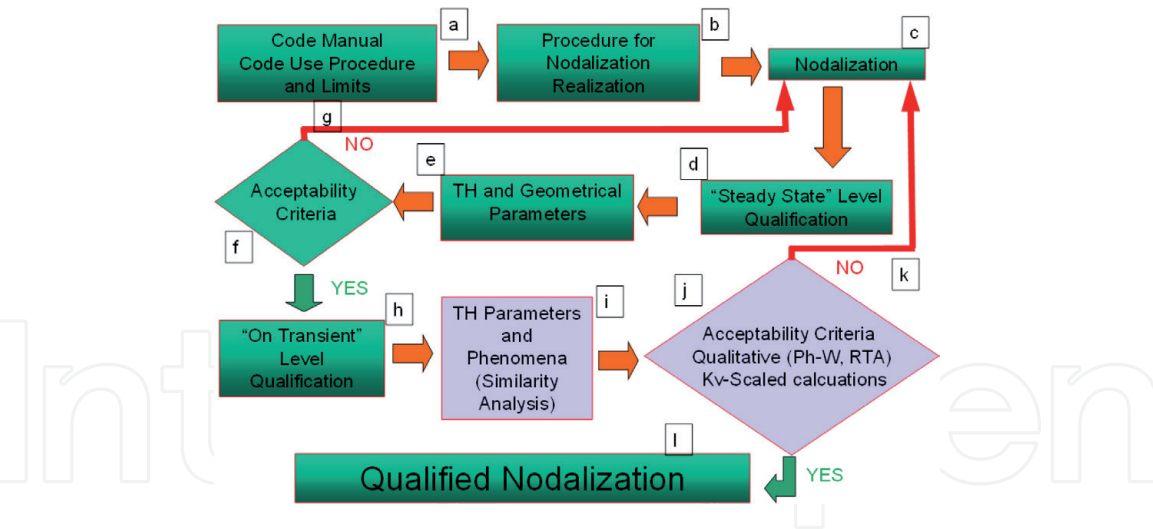 a
Code Manual
Code Use Procedure
and Limits
b
Procedure for
Nodalization
Realization
c
Nodalization
g
NO
f
Acceptability
Criteria
e
TH and Geometrical
Parameters
d
“Steady State” Level
Qualification
YES
h
“On Transient”
Level
Qualification
i
TH Parameters
and
Phenomena
(Similarity
Analysis)
j
Acceptability Criteria
Qualitative (Ph-W, RTA)
Kv-Scaled calcuations
NO
k
YES
l
Qualified Nodalization